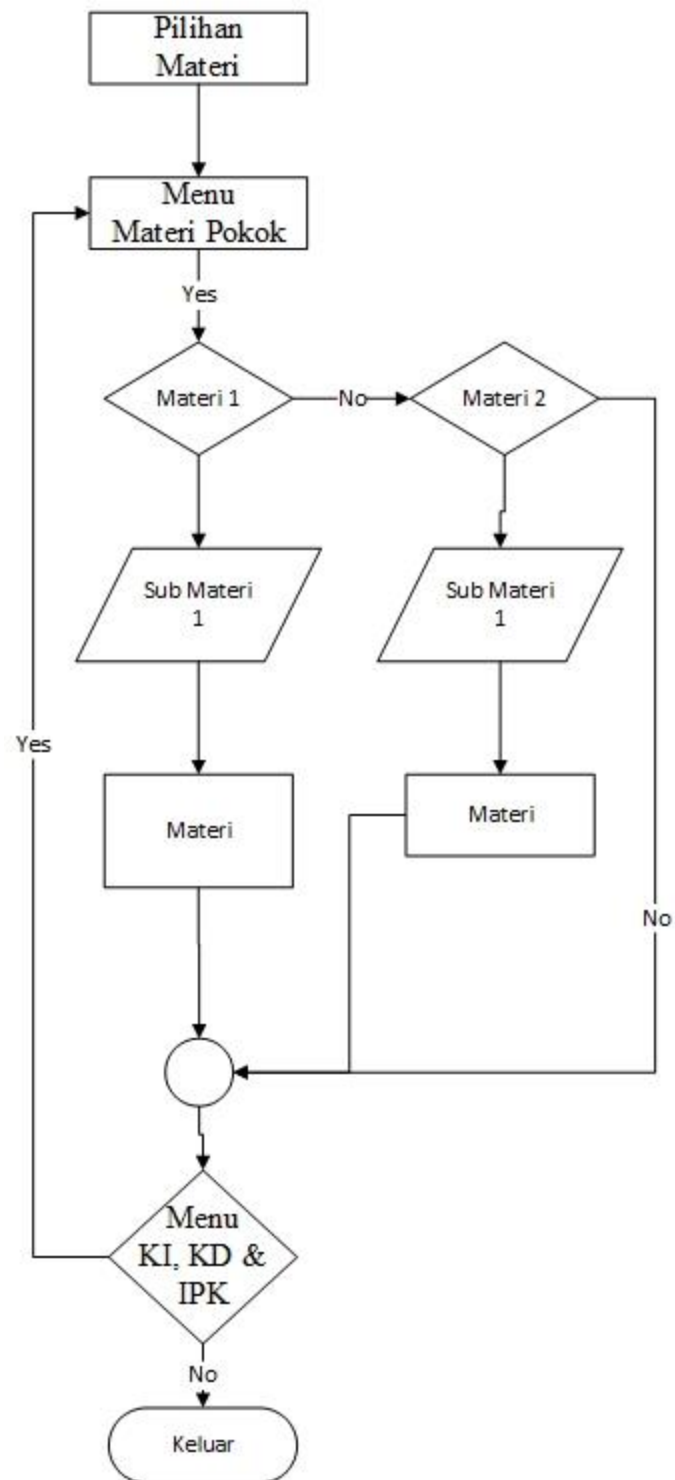 Pilihan
Materi
Menu
Materi Pokok
Yes
Materi 1
No
Materi 2
Sub Materi
1
Sub Materi
1
Yes
Materi
Materi
No
Menu
KI, KD &
IPK
No
Keluar